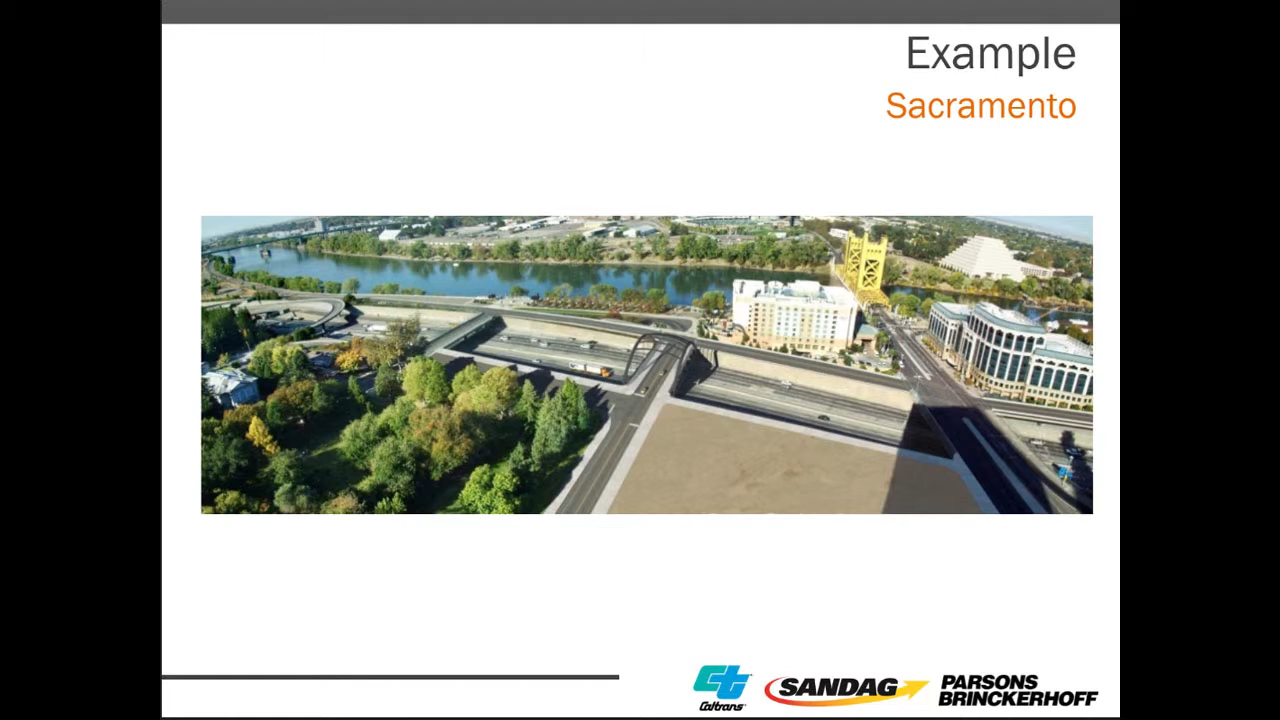 Example
Sacramento
Caltrans
SANDAG
PARSONS
BRINCKERHOFF